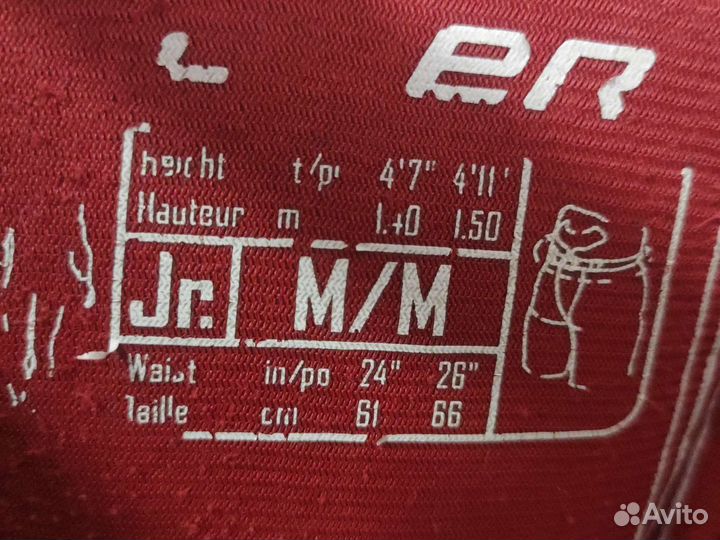 eR
height t/pi 4'7" 4'11"
Hauteur m 1.40 1.50
Jr. M/M
Waist in/po 24" 26"
Taille cm 61 66
Avito